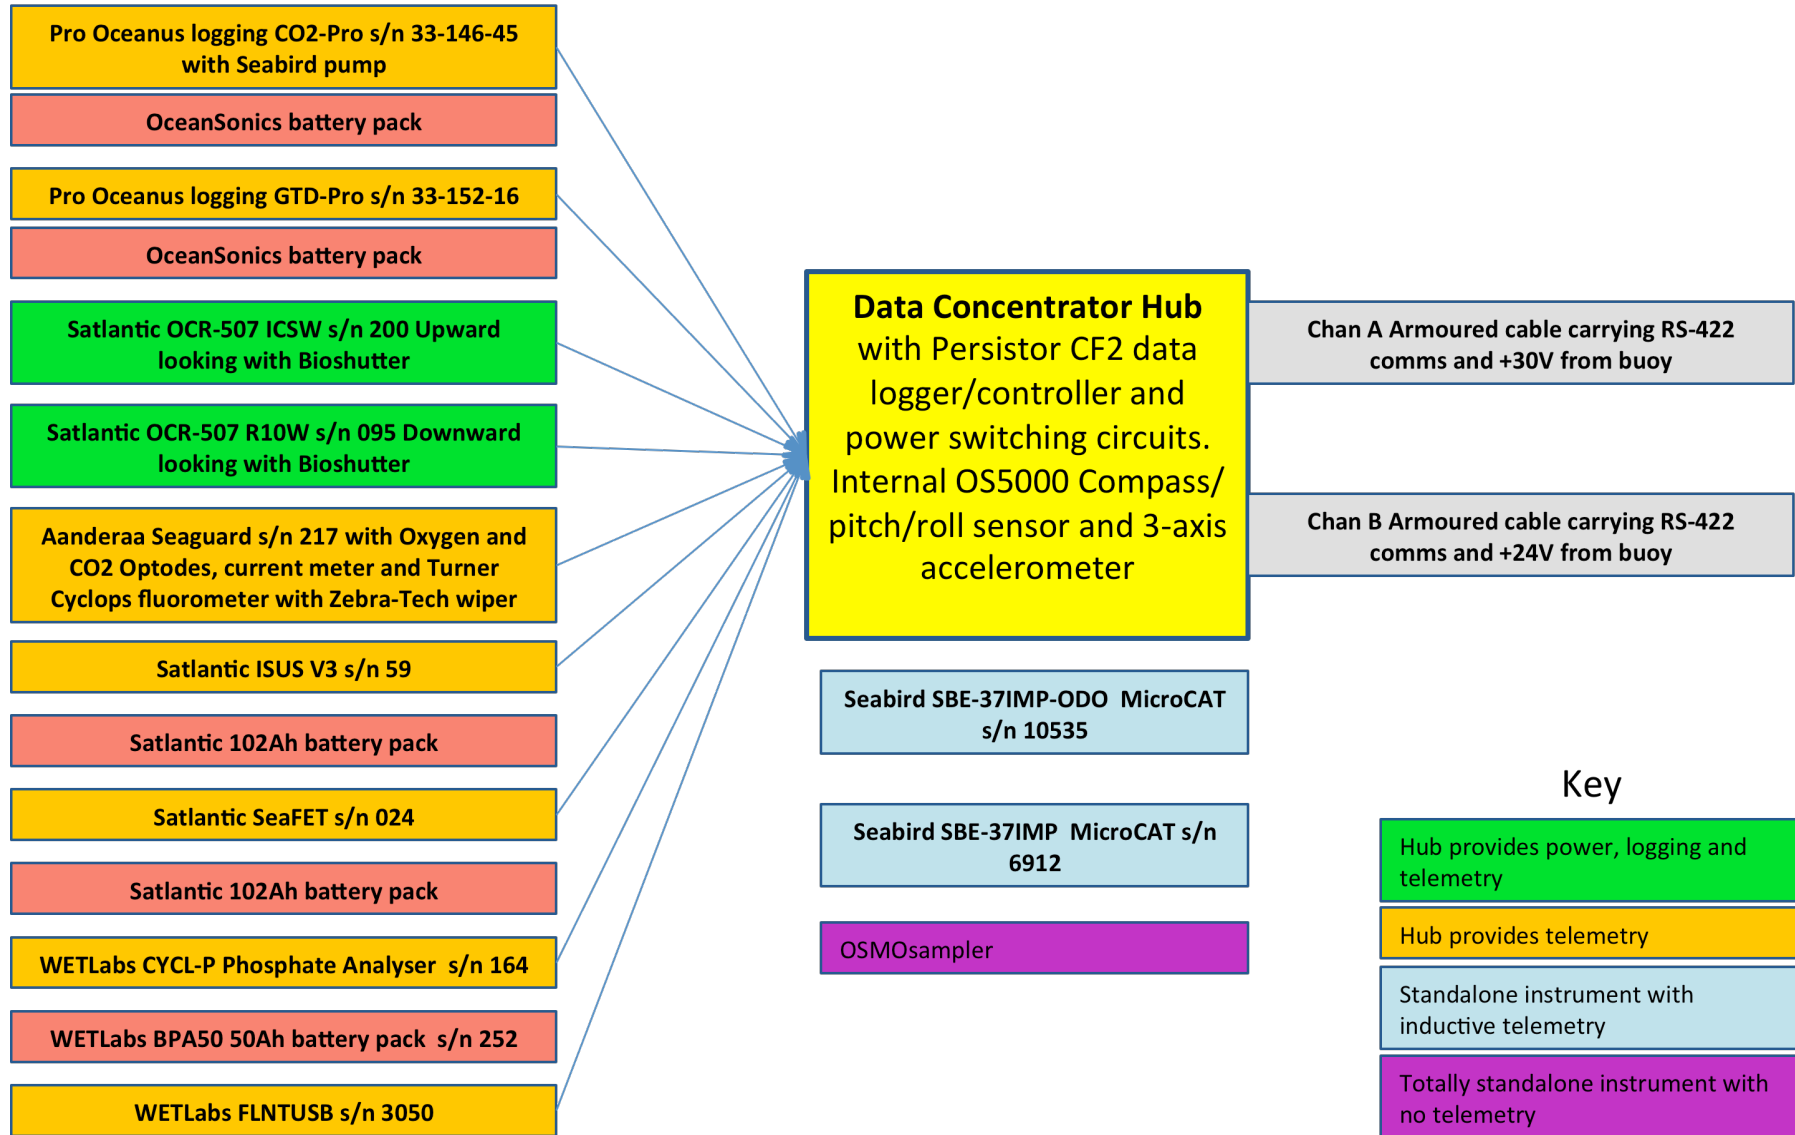 Pro Oceanus logging CO2-Pro s/n 33-146-45
with Seabird pump
OceanSonics battery pack
Pro Oceanus logging GTD-Pro s/n 33-152-16
OceanSonics battery pack
Satlantic OCR-507 ICSW s/n 200 Upward
looking with Bioshutter
Satlantic OCR-507 R10W s/n 095 Downward
looking with Bioshutter
Aanderaa Seaguard s/n 217 with Oxygen and
CO2 Optodes, current meter and Turner
Cyclops fluorometer with Zebra-Tech wiper
Satlantic ISUS V3 s/n 59
Satlantic 102Ah battery pack
Satlantic SeaFET s/n 024
Satlantic 102Ah battery pack
WETLabs CYCL-P Phosphate Analyser s/n 164
WETLabs BPA50 50Ah battery pack s/n 252
WETLabs FLNTUSB s/n 3050
Data Concentrator Hub
with Persistor CF2 data
logger/controller and
power switching circuits.
Internal OS5000 Compass/
pitch/roll sensor and 3-axis
accelerometer
Seabird SBE-37IMP-ODO MicroCAT
s/n 10535
Seabird SBE-37IMP MicroCAT s/n
6912
OSMOsampler
Chan A Armoured cable carrying RS-422
comms and +30V from buoy
Chan B Armoured cable carrying RS-422
comms and +24V from buoy
Key
Hub provides power, logging and
telemetry
Hub provides telemetry
Standalone instrument with
inductive telemetry
Totally standalone instrument with
no telemetry